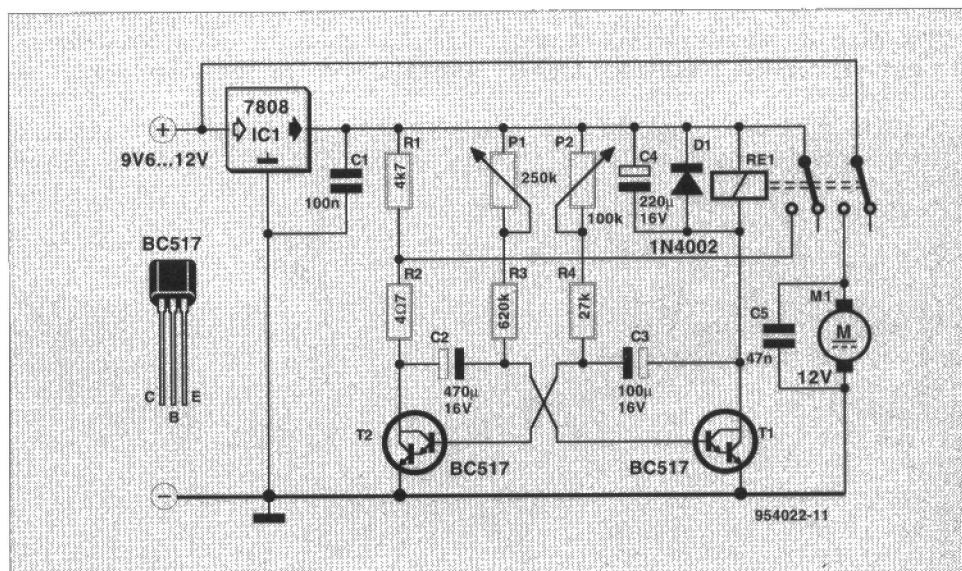 7808
IC1
+
9V6...12V
C1
100n
R1
4k7
P1
250k
P2
100k
C4
220µ
16V
D1
1N4002
RE1
BC517
C
B
E
R2
4Ω7
R3
620k
R4
27k
C2
470µ
16V
C3
100µ
16V
C5
47n
M1
M
12V
T2
BC517
T1
BC517
954022-11